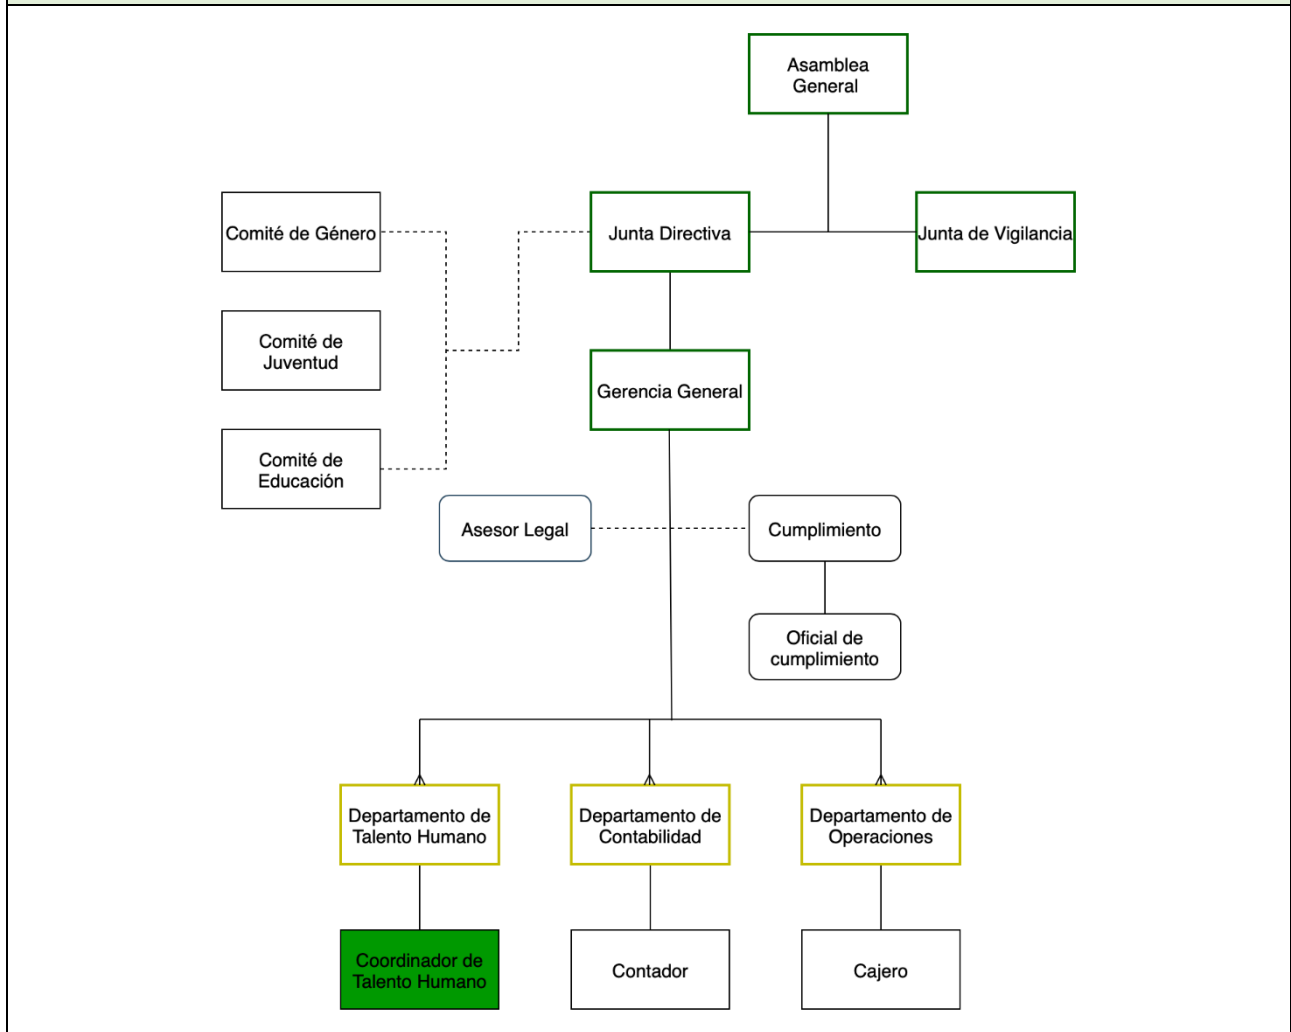 Asamblea
General
Comité de Género
Junta Directiva
Junta de Vigilancia
Comité de
Juventud
Gerencia General
Comité de
Educación
Asesor Legal
Cumplimiento
Oficial de
cumplimiento
Departamento de
Talento Humano
Departamento de
Contabilidad
Departamento de
Operaciones
Coordinador de
Talento Humano
Contador
Cajero